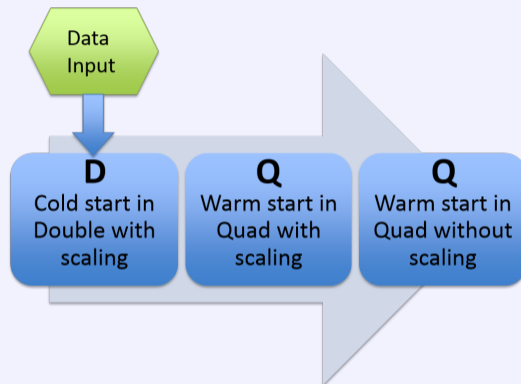 Data
Input
D
Cold start in
Double with
scaling
Q
Warm start in
Quad with
scaling
Q
Warm start in
Quad without
scaling